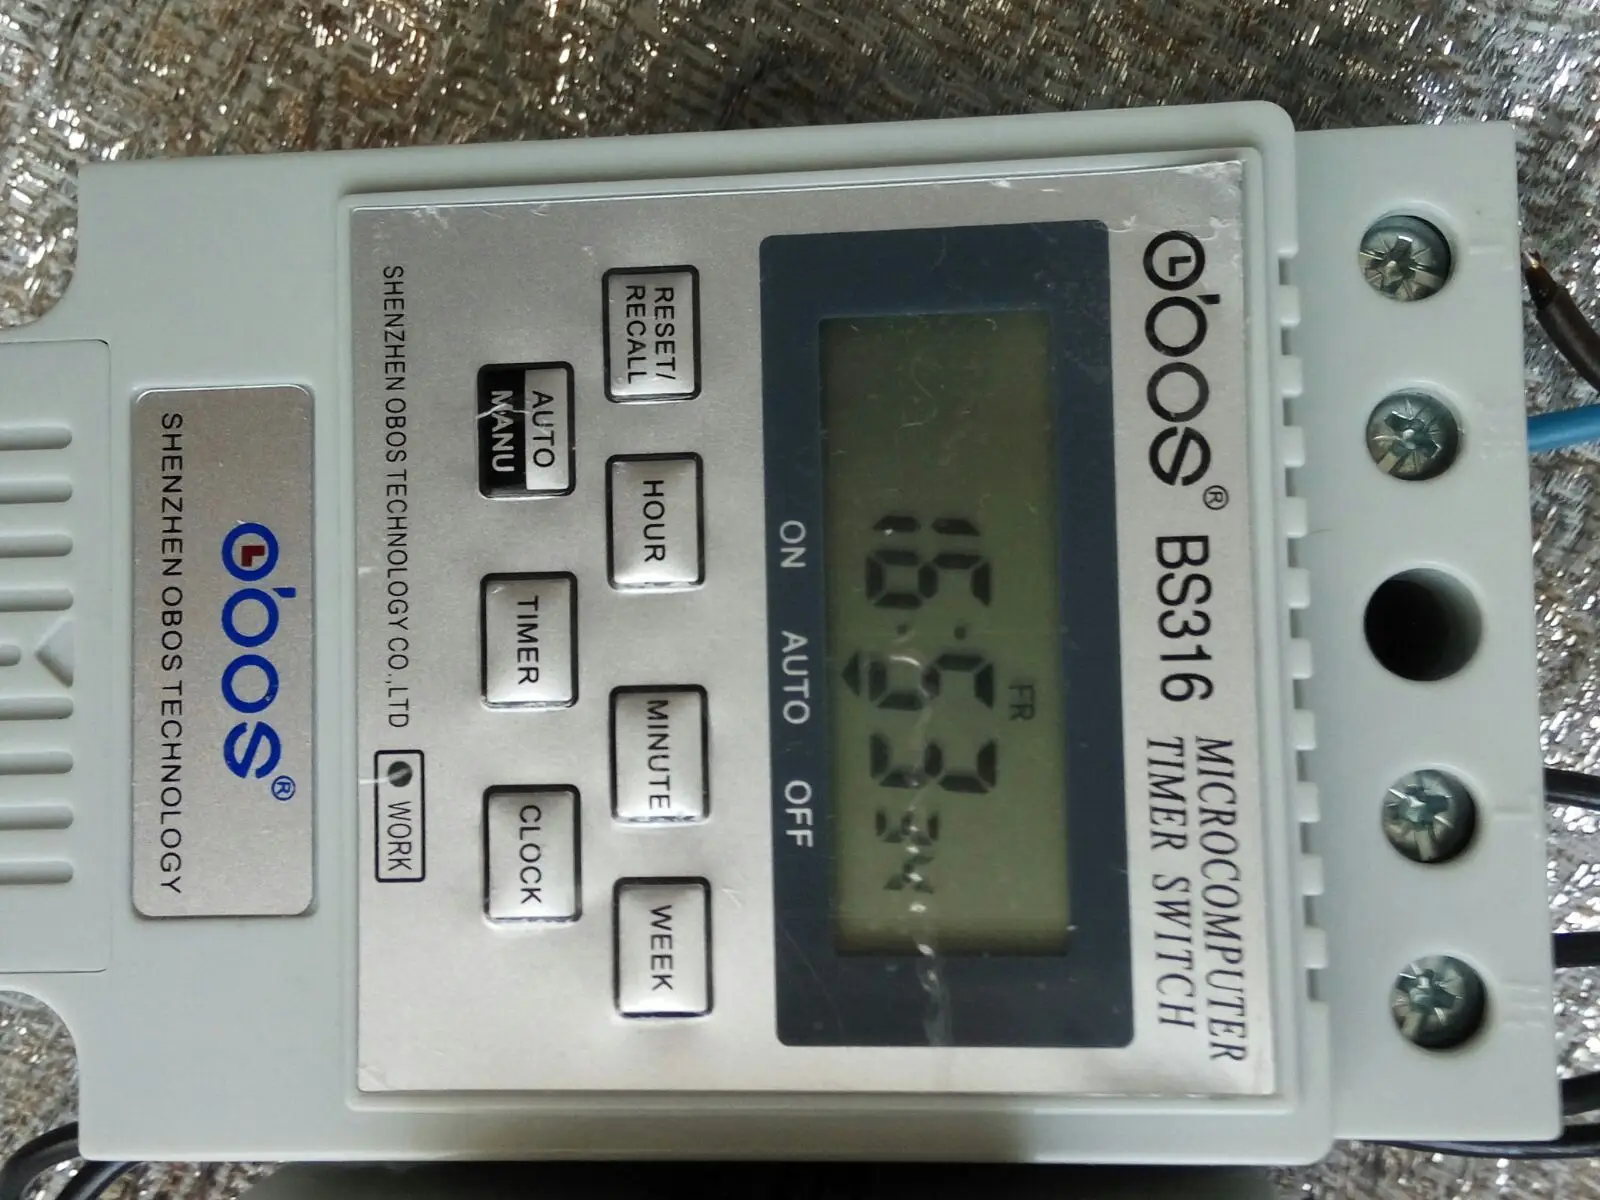 obos® BS316 MICROCOMPUTER
TIMER SWITCH
FR
ON AUTO OFF
RESET/
RECALL
HOUR
MINUTE
WEEK
AUTO
MANU
TIMER
CLOCK
SHENZHEN OBOS TECHNOLOGY CO.,LTD
WORK
obos®
SHENZHEN OBOS TECHNOLOGY